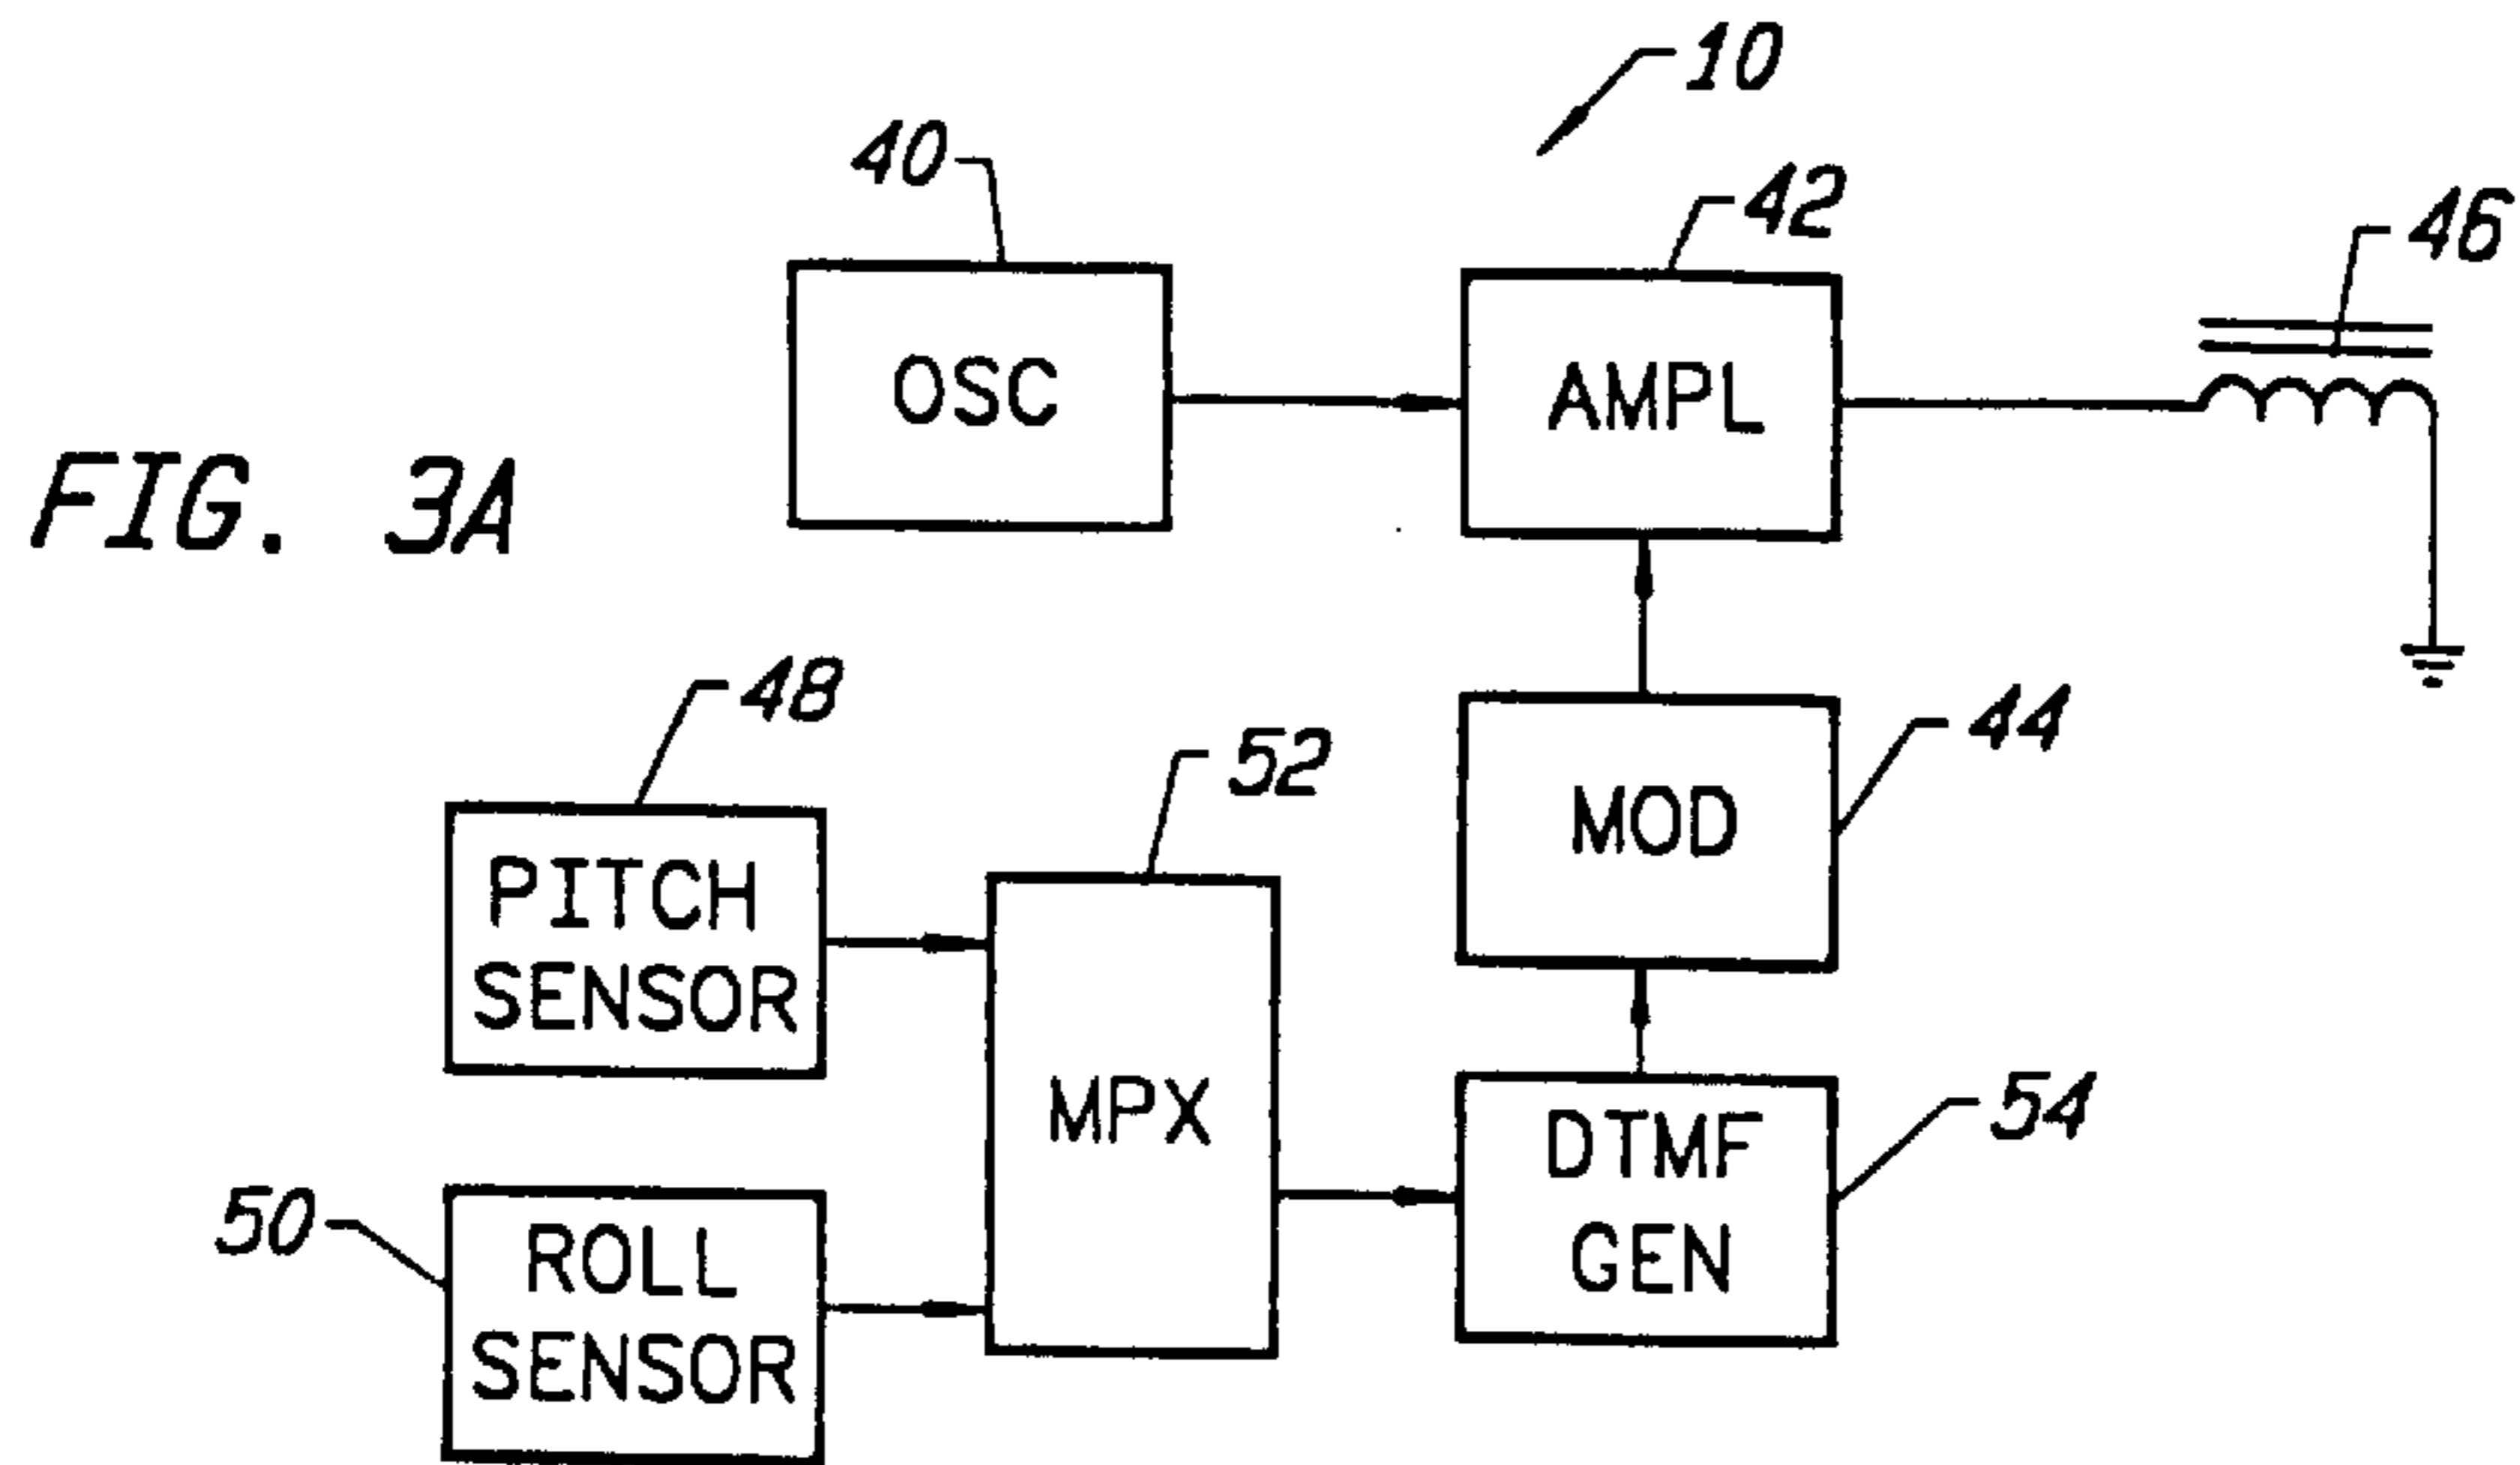 10
40
42
46
OSC
AMPL
FIG. 3A
48
44
52
MOD
PITCH
SENSOR
54
MPX
DTMF
GEN
50
ROLL
SENSOR